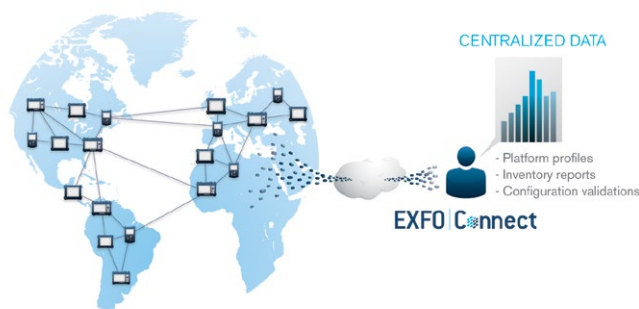 CENTRALIZED DATA
- Platform profiles
- Inventory reports
- Configuration validations
EXFO|Connect